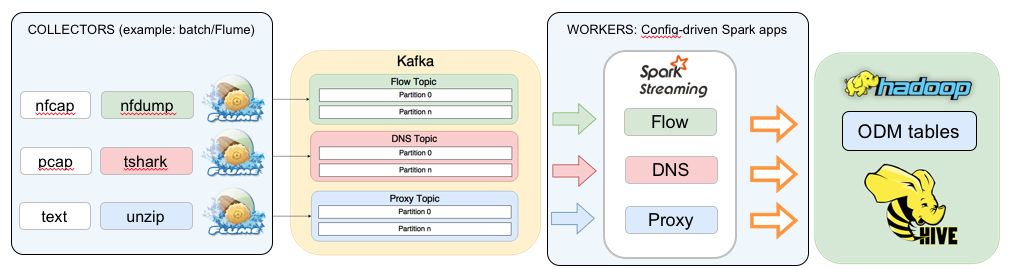 COLLECTORS (example: batch/Flume)
nfcap
nfdump
FLUME
pcap
tshark
FLUME
text
unzip
FLUME
Kafka
Flow Topic
Partition 0
Partition n
DNS Topic
Partition 0
Partition n
Proxy Topic
Partition 0
Partition n
WORKERS: Config-driven Spark apps
Spark
Streaming
Flow
DNS
Proxy
hadoop
ODM tables
HIVE